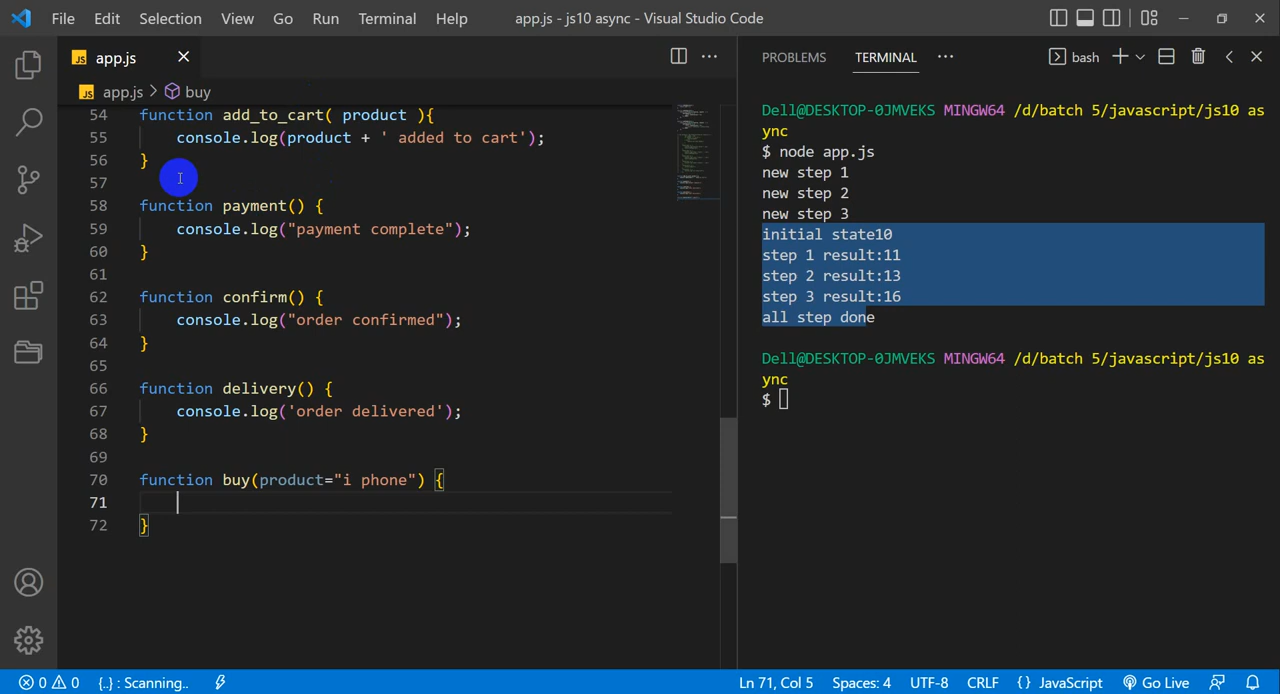 File Edit Selection View Go Run Terminal Help app.js - js10 async - Visual Studio Code
JS app.js
JS app.js > buy
54 function add_to_cart( product ){
55 console.log(product + ' added to cart');
56 }
57
58 function payment() {
59 console.log("payment complete");
60 }
61
62 function confirm() {
63 console.log("order confirmed");
64 }
65
66 function delivery() {
67 console.log('order delivered');
68 }
69
70 function buy(product="i phone") {
71
72 }
PROBLEMS TERMINAL ··· bash
Dell@DESKTOP-0JMVEKS MINGW64 /d/batch 5/javascript/js10 as
ync
$ node app.js
new step 1
new step 2
new step 3
initial state10
step 1 result:11
step 2 result:13
step 3 result:16
all step done
Dell@DESKTOP-0JMVEKS MINGW64 /d/batch 5/javascript/js10 as
ync
$
0 0 {..} : Scanning.. Ln 71, Col 5 Spaces: 4 UTF-8 CRLF {} JavaScript Go Live